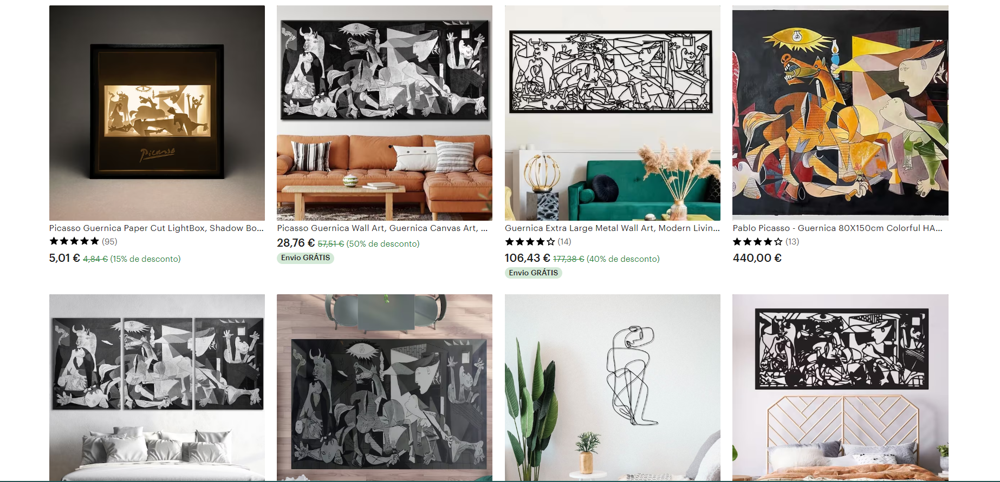 Picasso
Picasso Guernica Paper Cut LightBox, Shadow Bo...
(95)
5,01 € 4,84 € (15% de desconto)
Picasso Guernica Wall Art, Guernica Canvas Art, ...
28,76 € 57,51 € (50% de desconto)
Envio GRÁTIS
Guernica Extra Large Metal Wall Art, Modern Livin...
(14)
106,43 € 177,38 € (40% de desconto)
Envio GRÁTIS
Pablo Picasso - Guernica 80X150cm Colorful HA...
(13)
440,00 €